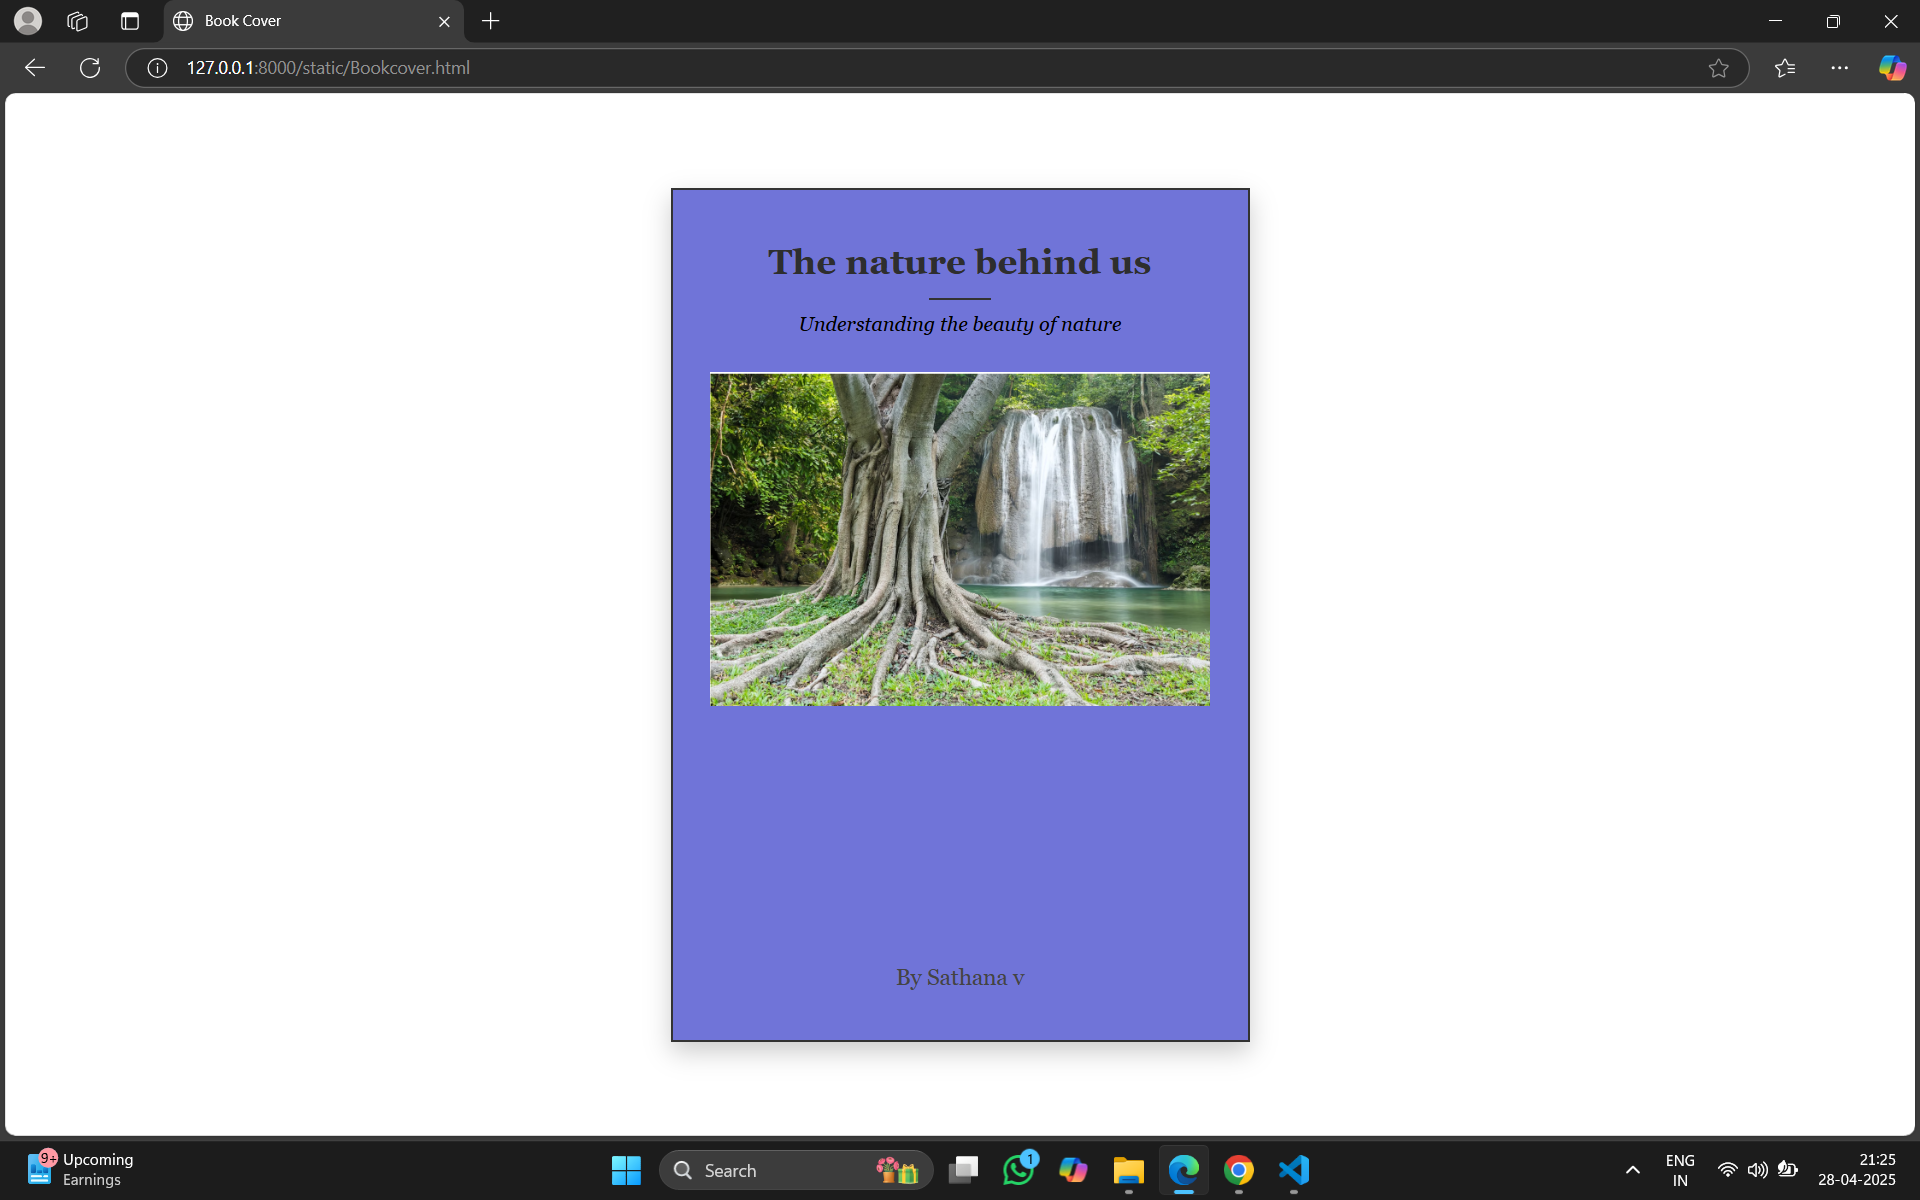 Book Cover
127.0.0.1:8000/static/Bookcover.html
The nature behind us
Understanding the beauty of nature
By Sathana v
9+
Upcoming
Earnings
Search
1
ENG
IN
21:25
28-04-2025